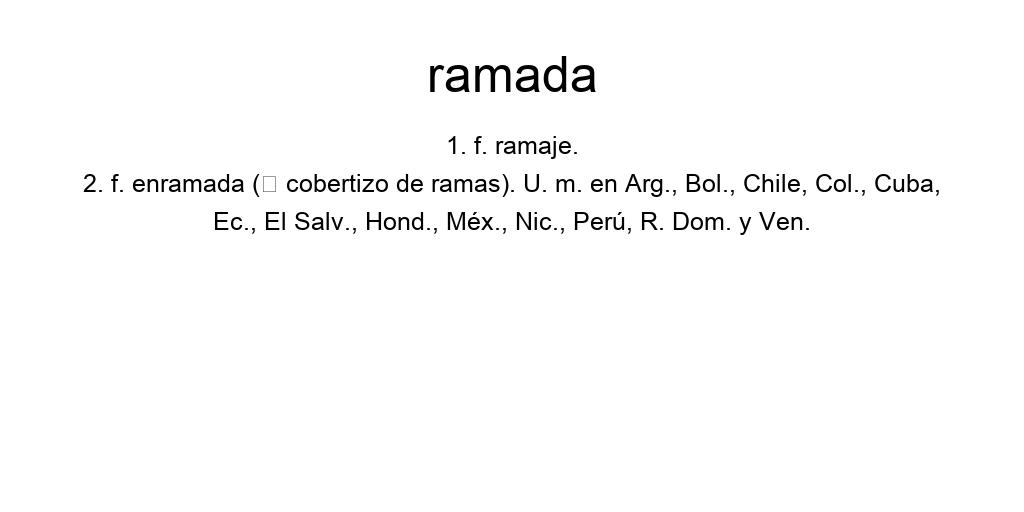 ramada
1. f. ramaje.
2. f. enramada (□ cobertizo de ramas). U. m. en Arg., Bol., Chile, Col., Cuba,
Ec., El Salv., Hond., Méx., Nic., Perú, R. Dom. y Ven.